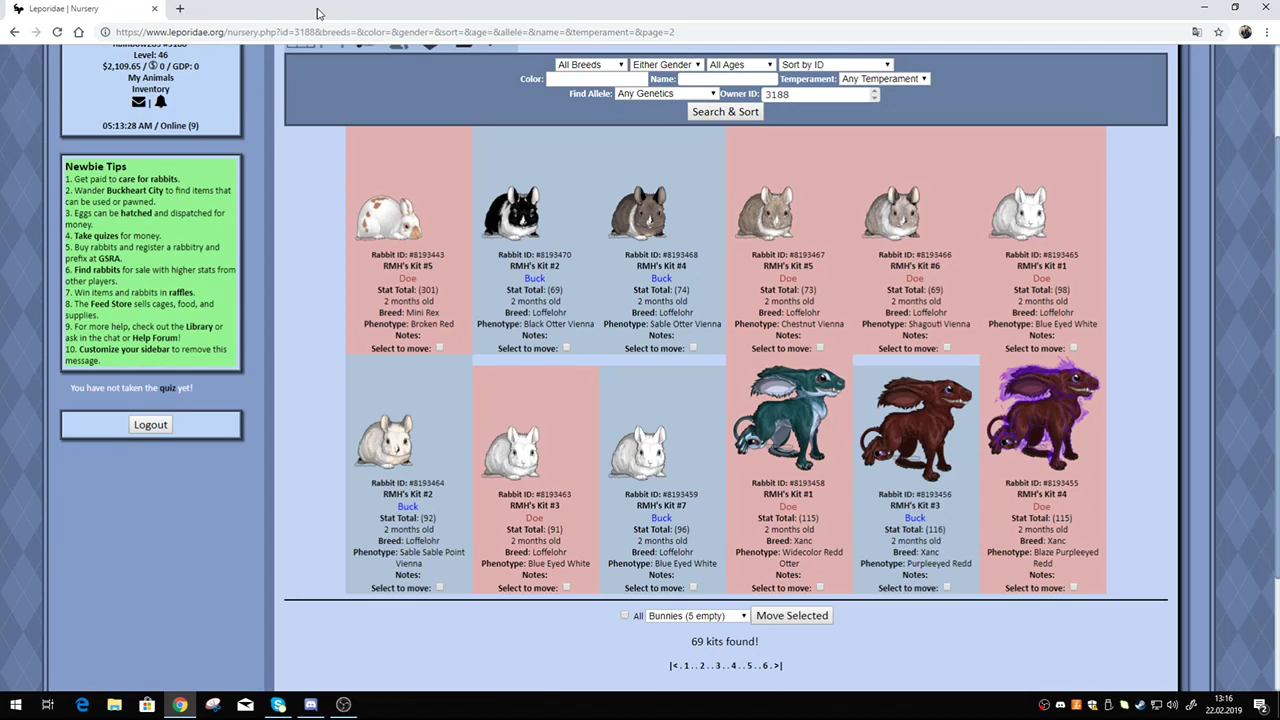 Leporidae | Nursery
https://www.leporidae.org/nursery.php?id=3188&breeds=&color=&gender=&sort=&age=&allele=&name=&temperament=&page=2
Level: 46
$2,109.65 / 0 / GDP: 0
My Animals
Inventory
|
05:13:28 AM / Online (9)
Newbie Tips
1. Get paid to care for rabbits.
2. Wander Buckheart City to find items that
can be used or pawned.
3. Eggs can be hatched and dispatched for
money.
4. Take quizes for money.
5. Buy rabbits and register a rabbitry and
prefix at GSRA.
6. Find rabbits for sale with higher stats from
other players.
7. Win items and rabbits in raffles.
8. The Feed Store sells cages, food, and
supplies.
9. For more help, check out the Library or
ask in the chat or Help Forum!
10. Customize your sidebar to remove this
message.
You have not taken the quiz yet!
Logout
All Breeds Either Gender All Ages Sort by ID
Color: Name: Temperament: Any Temperament
Find Allele: Any Genetics Owner ID: 3188
Search & Sort
Rabbit ID: #8193443
RMH's Kit #5
Doe
Stat Total: (301)
2 months old
Breed: Mini Rex
Phenotype: Broken Red
Notes:
Select to move:
Rabbit ID: #8193470
RMH's Kit #2
Buck
Stat Total: (69)
2 months old
Breed: Loffelohr
Phenotype: Black Otter Vienna
Notes:
Select to move:
Rabbit ID: #8193468
RMH's Kit #4
Buck
Stat Total: (74)
2 months old
Breed: Loffelohr
Phenotype: Sable Otter Vienna
Notes:
Select to move:
Rabbit ID: #8193467
RMH's Kit #5
Doe
Stat Total: (73)
2 months old
Breed: Loffelohr
Phenotype: Chestnut Vienna
Notes:
Select to move:
Rabbit ID: #8193466
RMH's Kit #6
Doe
Stat Total: (69)
2 months old
Breed: Loffelohr
Phenotype: Shagouti Vienna
Notes:
Select to move:
Rabbit ID: #8193465
RMH's Kit #1
Doe
Stat Total: (98)
2 months old
Breed: Loffelohr
Phenotype: Blue Eyed White
Notes:
Select to move:
Rabbit ID: #8193464
RMH's Kit #2
Buck
Stat Total: (92)
2 months old
Breed: Loffelohr
Phenotype: Sable Sable Point
Vienna
Notes:
Select to move:
Rabbit ID: #8193463
RMH's Kit #3
Doe
Stat Total: (91)
2 months old
Breed: Loffelohr
Phenotype: Blue Eyed White
Notes:
Select to move:
Rabbit ID: #8193459
RMH's Kit #7
Buck
Stat Total: (96)
2 months old
Breed: Loffelohr
Phenotype: Blue Eyed White
Notes:
Select to move:
Rabbit ID: #8193458
RMH's Kit #1
Doe
Stat Total: (115)
2 months old
Breed: Xanc
Phenotype: Widecolor Redd
Otter
Notes:
Select to move:
Rabbit ID: #8193456
RMH's Kit #3
Buck
Stat Total: (116)
2 months old
Breed: Xanc
Phenotype: Purpleeyed Redd
Notes:
Select to move:
Rabbit ID: #8193455
RMH's Kit #4
Doe
Stat Total: (115)
2 months old
Breed: Xanc
Phenotype: Blaze Purpleeyed
Redd
Notes:
Select to move:
All Bunnies (5 empty) Move Selected
69 kits found!
|< . 1 . . 2 . . 3 . . 4 . . 5 . . 6 . >|
13:16
22.02.2019